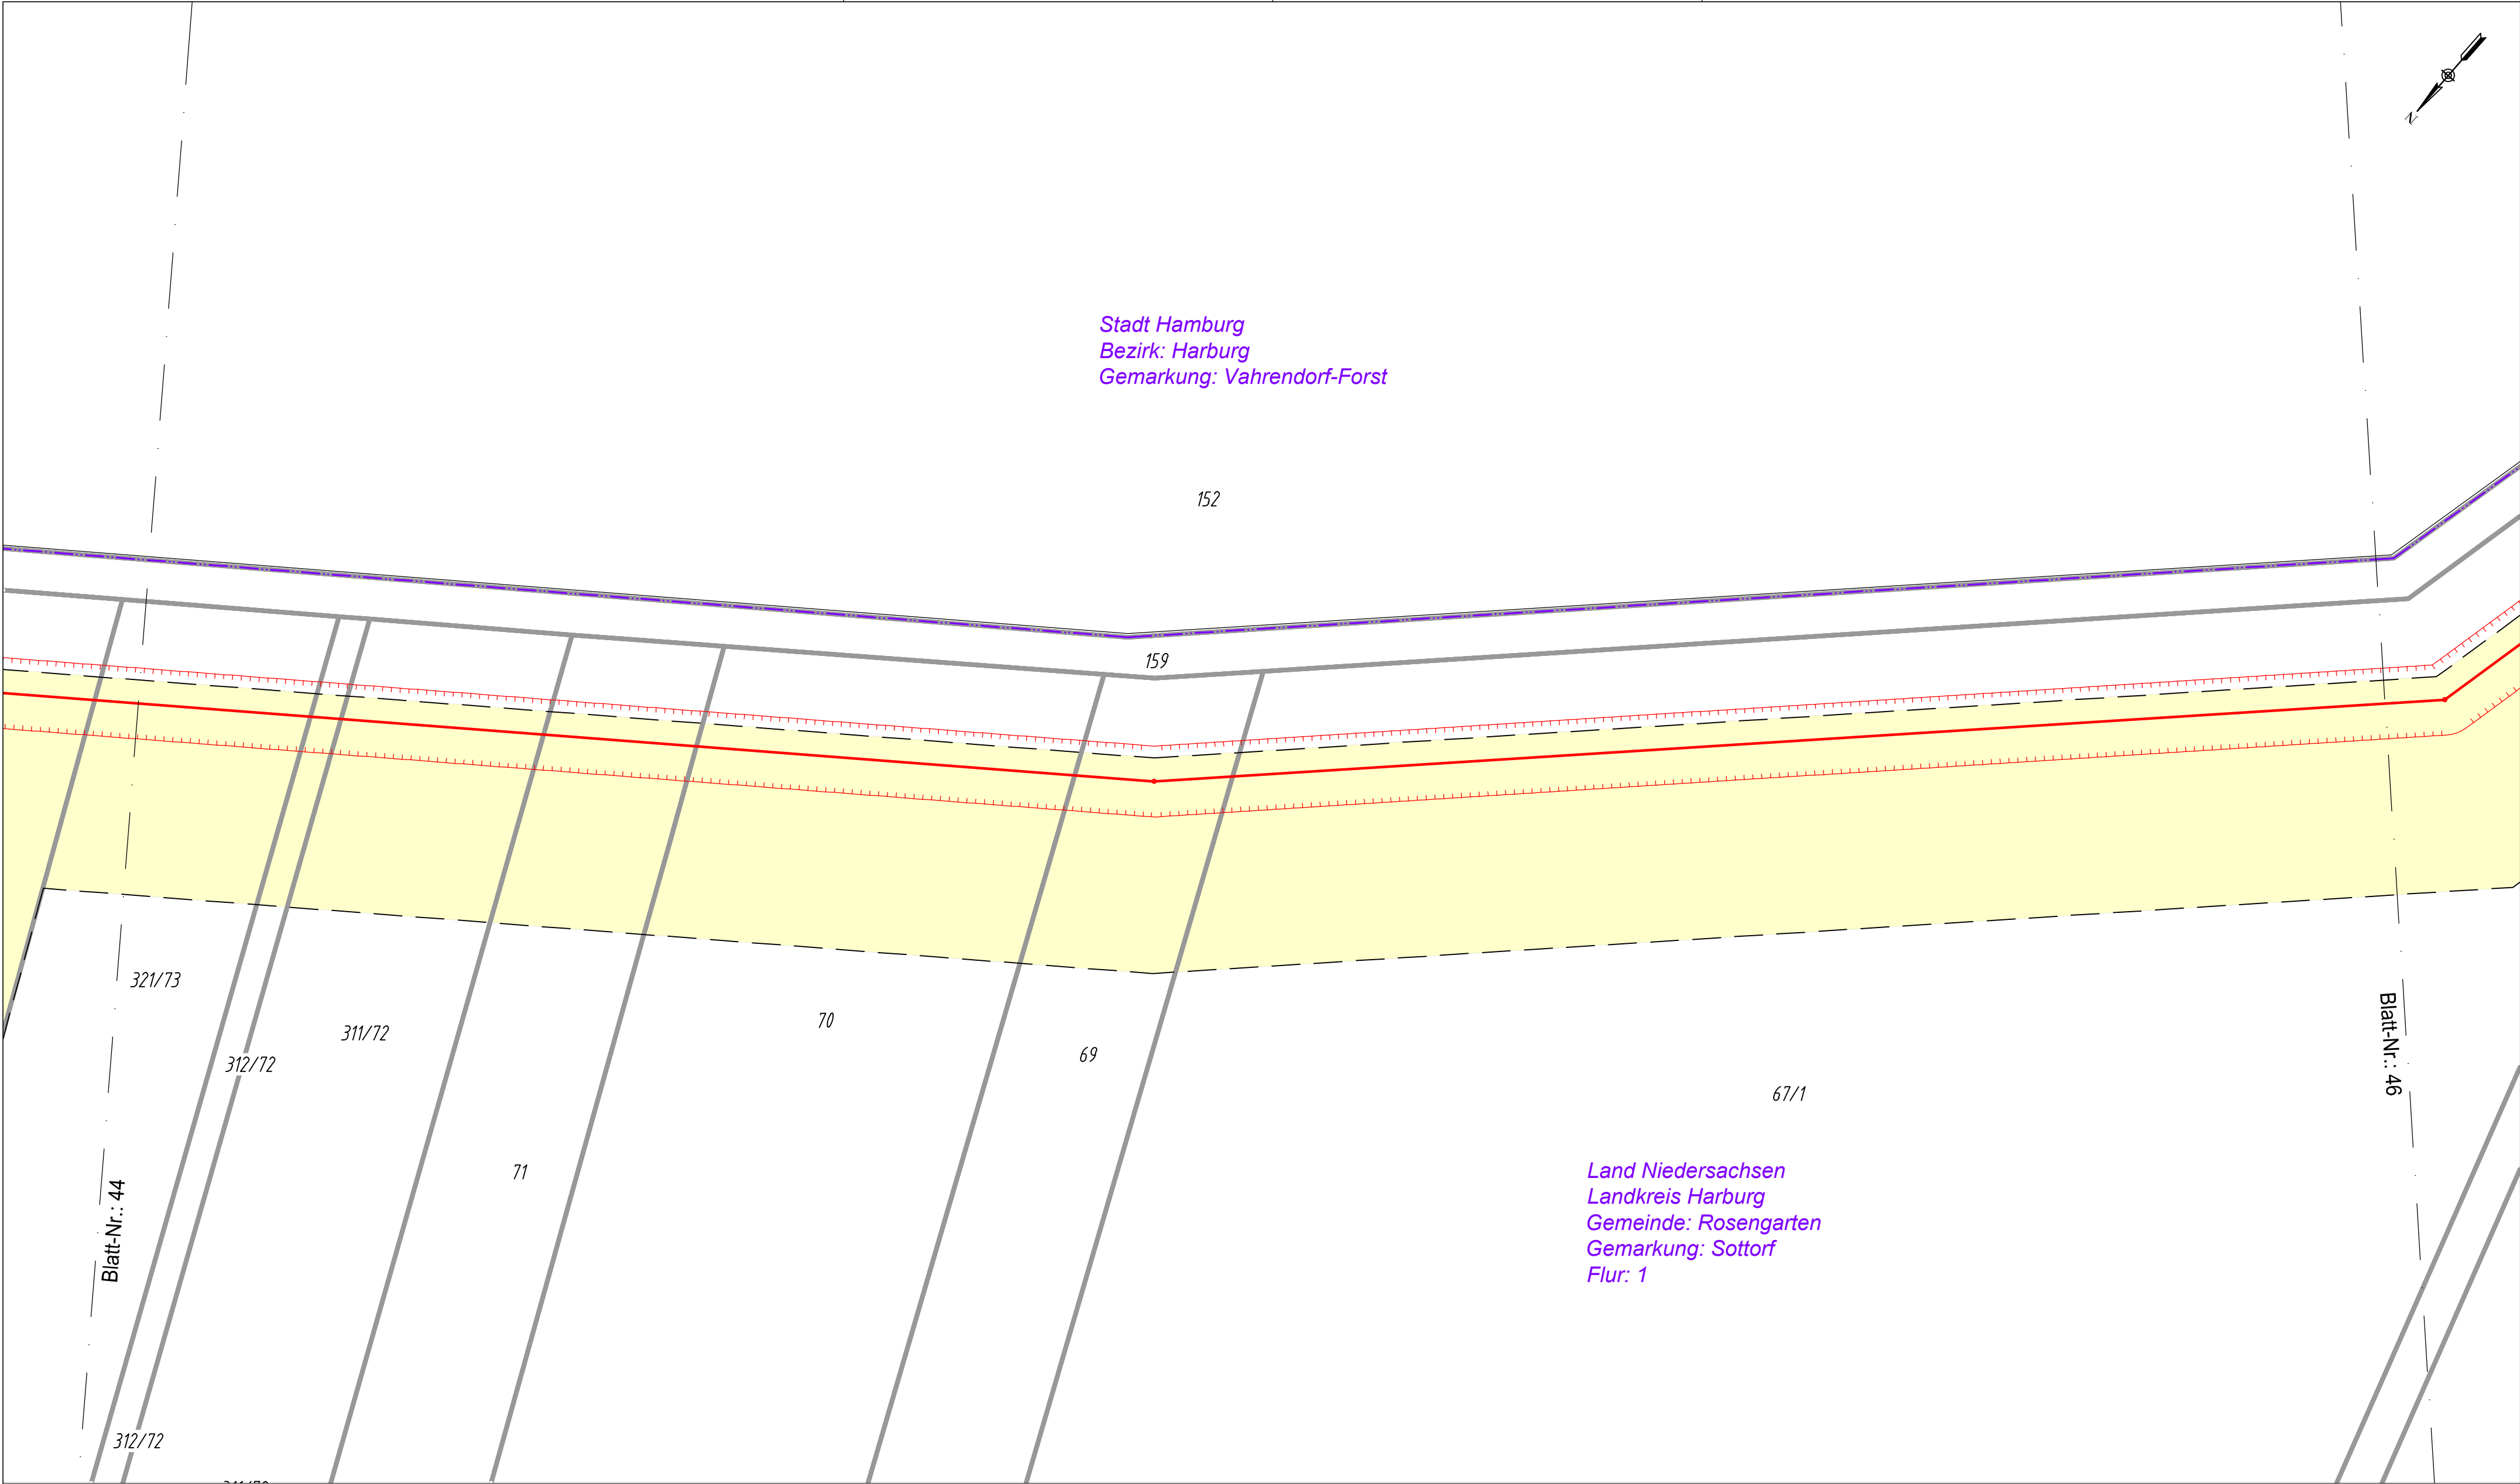 N
Stadt Hamburg
Bezirk: Harburg
Gemarkung: Vahrendorf-Forst
152
159
321/73
312/72
311/72
71
70
69
67/1
Blatt-Nr.: 44
Blatt-Nr.: 46
Land Niedersachsen
Landkreis Harburg
Gemeinde: Rosengarten
Gemarkung: Sottorf
Flur: 1
312/72